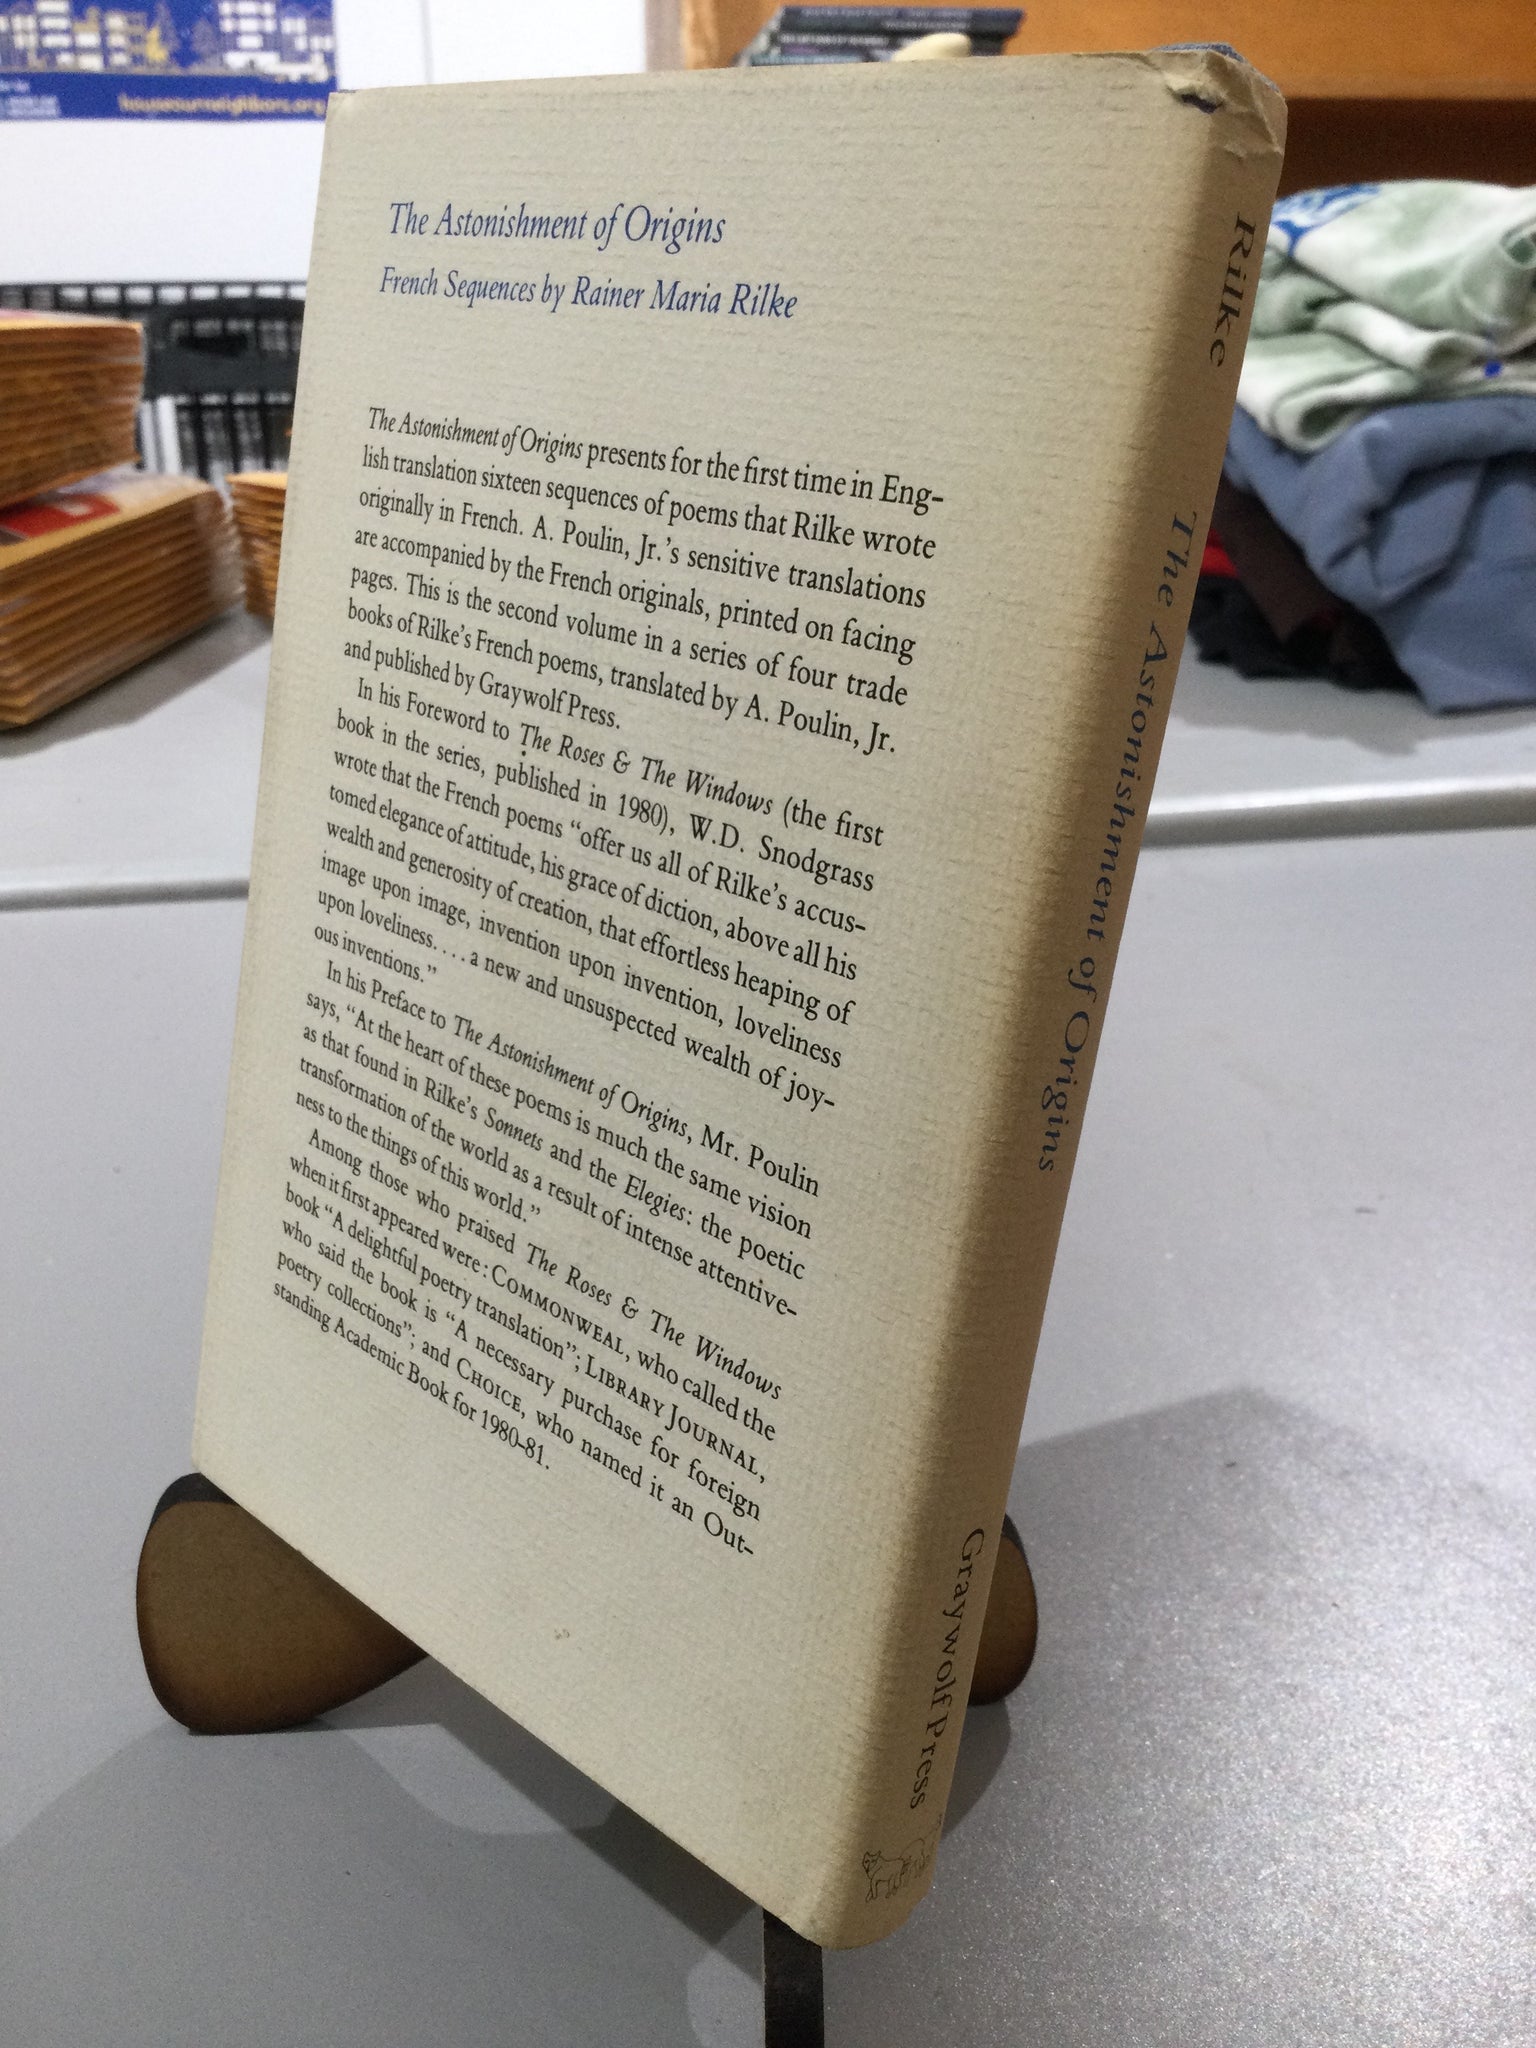 houseourneighbors.org
The Astonishment of Origins
French Sequences by Rainer Maria Rilke
The Astonishment of Origins presents for the first time in Eng-
lish translation sixteen sequences of poems that Rilke wrote
originally in French. A. Poulin, Jr.'s sensitive translations
are accompanied by the French originals, printed on facing
pages. This is the second volume in a series of four trade
books of Rilke's French poems, translated by A. Poulin, Jr.
and published by Graywolf Press.
In his Foreword to The Roses & The Windows (the first
book in the series, published in 1980), W.D. Snodgrass
wrote that the French poems “offer us all of Rilke's accus-
tomed elegance of attitude, his grace of diction, above all his
wealth and generosity of creation, that effortless heaping of
image upon image, invention upon invention, loveliness
upon loveliness. . . . a new and unsuspected wealth of joy-
ous inventions.”
In his Preface to The Astonishment of Origins, Mr. Poulin
says, “At the heart of these poems is much the same vision
as that found in Rilke's Sonnets and the Elegies: the poetic
transformation of the world as a result of intense attentive-
ness to the things of this world.”
Among those who praised The Roses & The Windows
when it first appeared were: COMMONWEAL, who called the
book “A delightful poetry translation”; LIBRARY JOURNAL,
who said the book is “A necessary purchase for foreign
poetry collections”; and CHOICE, who named it an Out-
standing Academic Book for 1980-81.
Rilke The Astonishment of Origins Graywolf Press